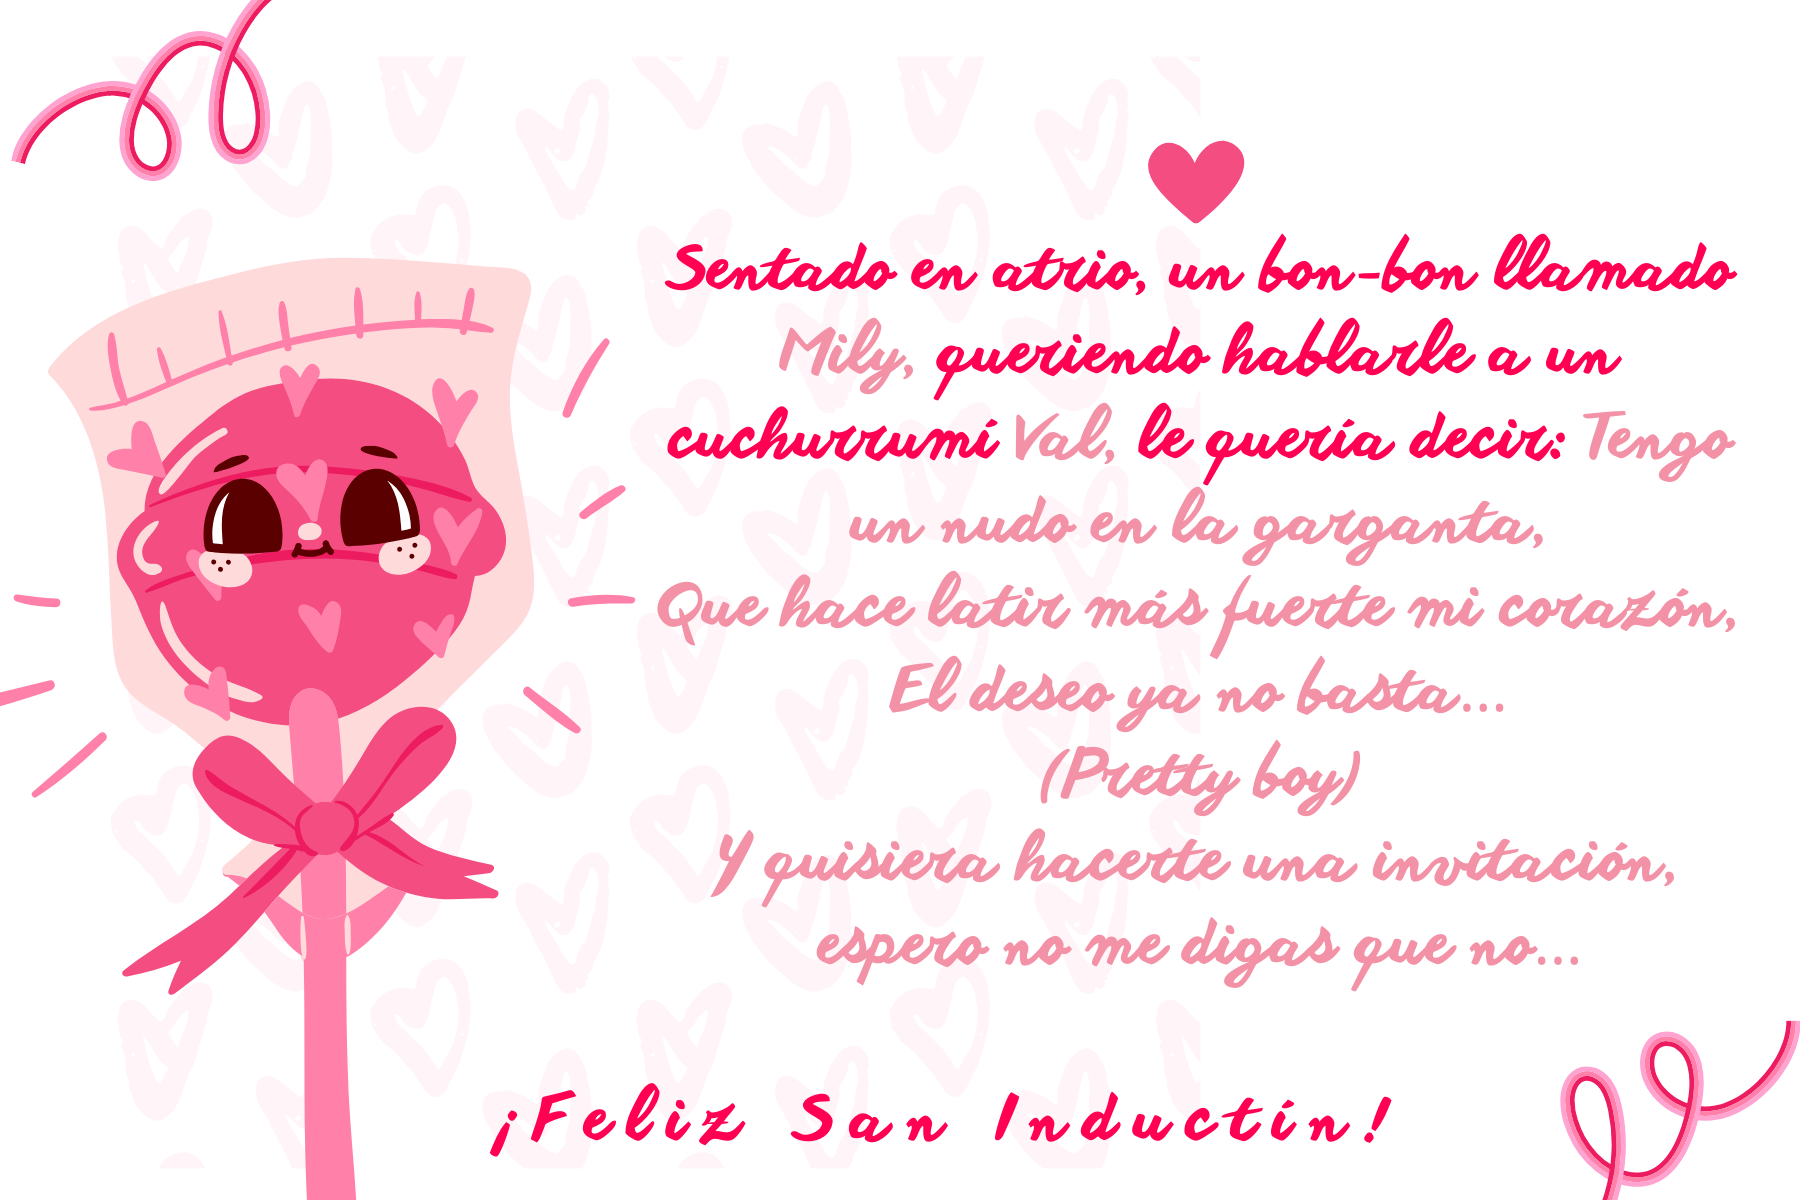 Sentado en atrio, un bon-bon llamado
Mily, queriendo hablarle a un
cuchurrumí Val, le quería decir: Tengo
un nudo en la garganta,
Que hace latir más fuerte mi corazón,
El deseo ya no basta...
(Pretty boy)
Y quisiera hacerte una invitación,
espero no me digas que no...
¡Feliz San Inductín!